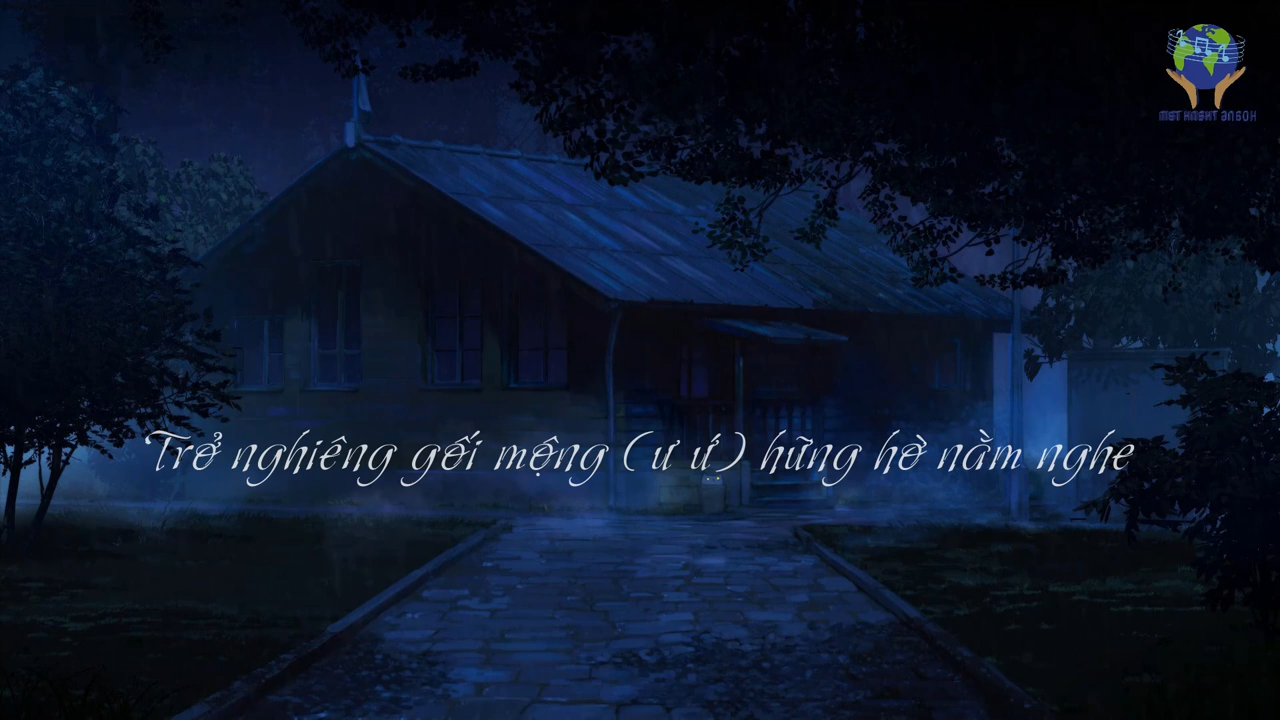 Trở nghiêng gối mộng (ư ử) hững hờ nằm nghe